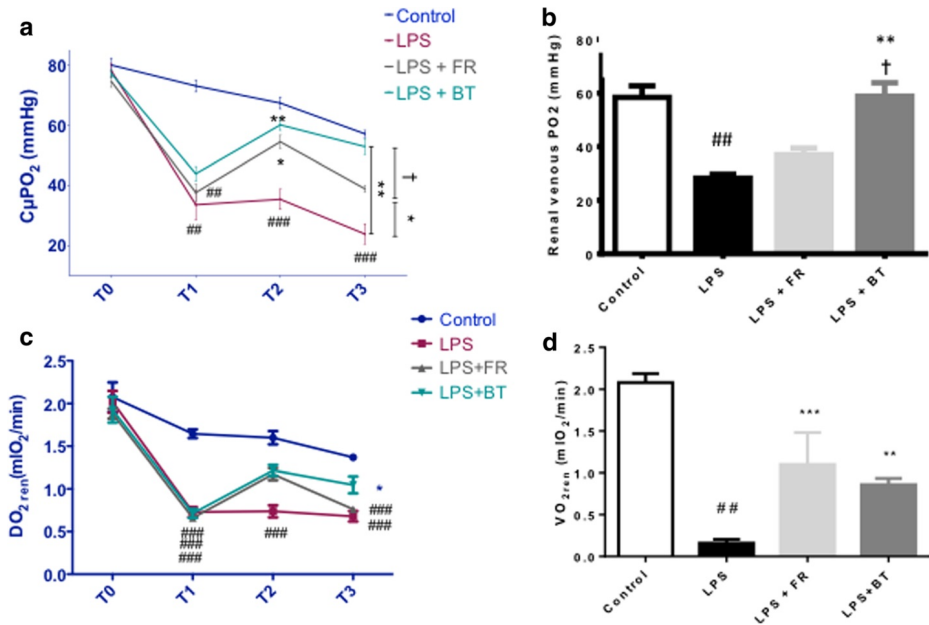 a
Control
LPS
LPS + FR
LPS + BT
CµPO2 (mmHg)
80
60
40
20
T0
T1
T2
T3
##
##
**
*
###
###
**
†
*
b
Renal venous PO2 (mmHg)
80
60
40
20
0
##
**
†
Control
LPS
LPS + FR
LPS + BT
c
Control
LPS
LPS+FR
LPS+BT
DO2 ren(mlO2/min)
2.5
2.0
1.5
1.0
0.5
0.0
T0
T1
T2
T3
###
###
###
###
*
###
###
d
VO2ren (mlO2/min)
2.5
2.0
1.5
1.0
0.5
0.0
##
***
**
Control
LPS
LPS + FR
LPS+BT